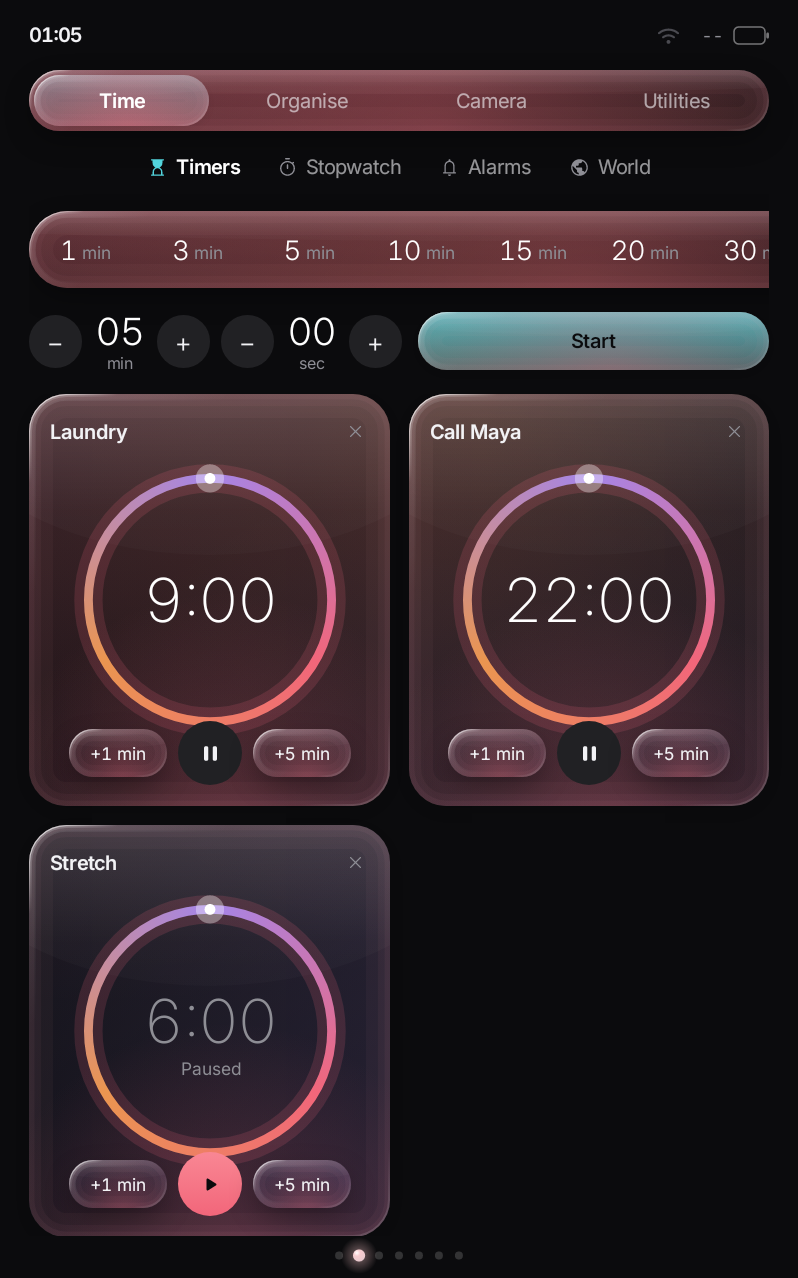 01:05
--
Time Organise Camera Utilities
Timers Stopwatch Alarms World
1 min 3 min 5 min 10 min 15 min 20 min 30
− 05 min + − 00 sec + Start
Laundry
9:00
+1 min +5 min
Call Maya
22:00
+1 min +5 min
Stretch
6:00
Paused
+1 min +5 min